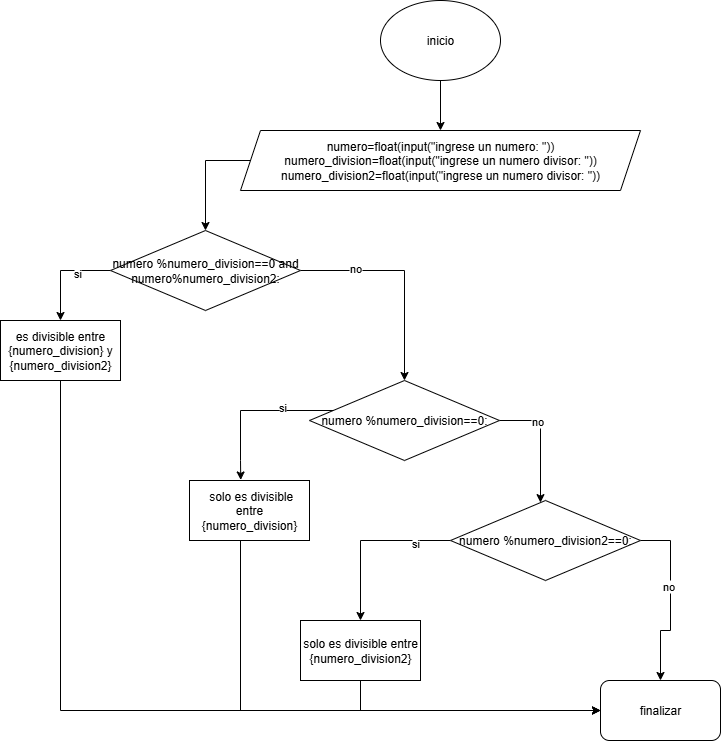 inicio
numero=float(input("ingrese un numero: "))
numero_division=float(input("ingrese un numero divisor: "))
numero_division2=float(input("ingrese un numero divisor: "))
numero %numero_division==0 and
numero%numero_division2:
si
no
es divisible entre
{numero_division} y
{numero_division2}
numero %numero_division==0:
si
no
solo es divisible
entre
{numero_division}
numero %numero_division2==0:
si
no
solo es divisible entre
{numero_division2}
finalizar